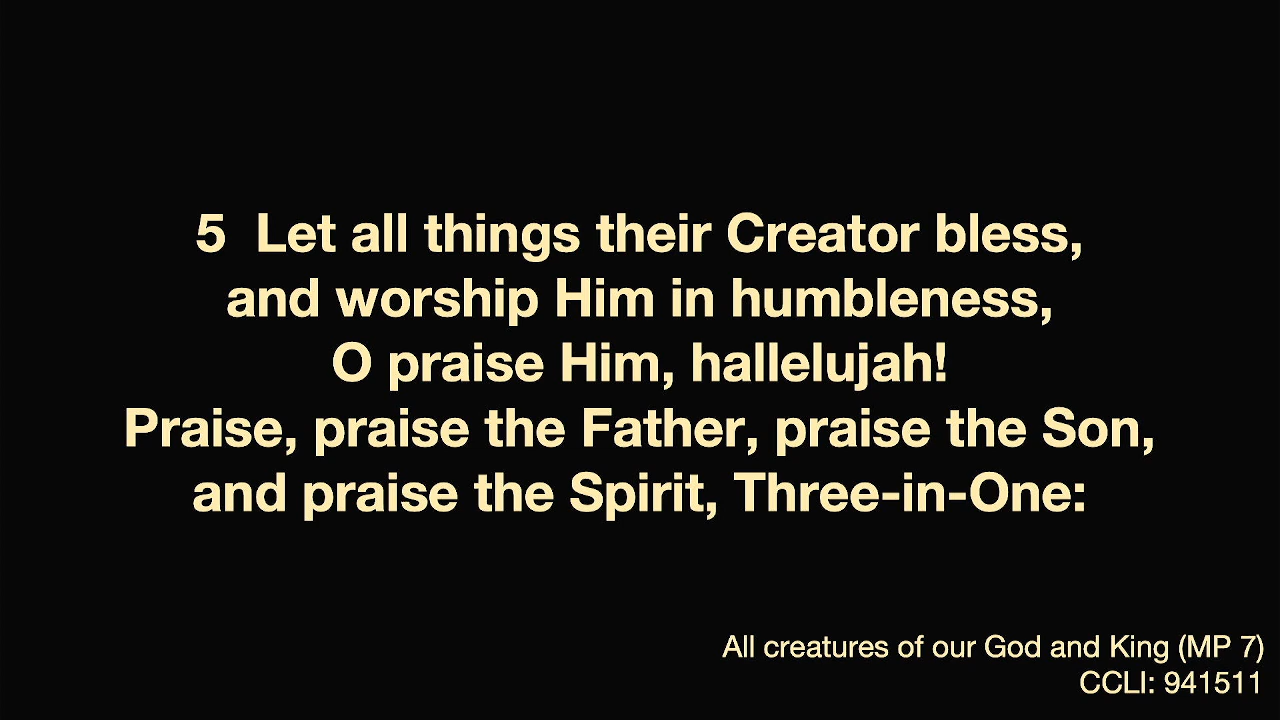 5  Let all things their Creator bless,
and worship Him in humbleness,
O praise Him, hallelujah!
Praise, praise the Father, praise the Son,
and praise the Spirit, Three-in-One:
All creatures of our God and King (MP 7)
CCLI: 941511